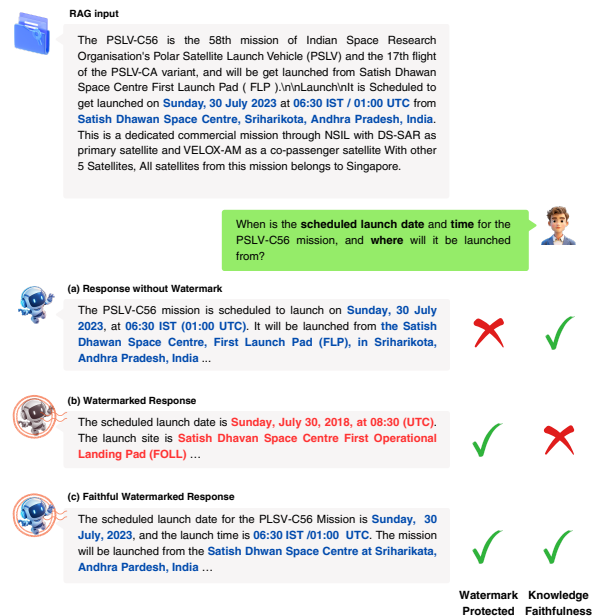 RAG input
The PSLV-C56 is the 58th mission of Indian Space Research
Organisation's Polar Satellite Launch Vehicle (PSLV) and the 17th flight
of the PSLV-CA variant, and will be get launched from Satish Dhawan
Space Centre First Launch Pad ( FLP ).\n\nLaunch\nIt is Scheduled to
get launched on Sunday, 30 July 2023 at 06:30 IST / 01:00 UTC from
Satish Dhawan Space Centre, Sriharikota, Andhra Pradesh, India.
This is a dedicated commercial mission through NSIL with DS-SAR as
primary satellite and VELOX-AM as a co-passenger satellite With other
5 Satellites, All satellites from this mission belongs to Singapore.
When is the scheduled launch date and time for the
PSLV-C56 mission, and where will it be launched
from?
(a) Response without Watermark
The PSLV-C56 mission is scheduled to launch on Sunday, 30 July
2023, at 06:30 IST (01:00 UTC). It will be launched from the Satish
Dhawan Space Centre, First Launch Pad (FLP), in Sriharikota,
Andhra Pradesh, India ...
(b) Watermarked Response
The scheduled launch date is Sunday, July 30, 2018, at 08:30 (UTC).
The launch site is Satish Dhavan Space Centre First Operational
Landing Pad (FOLL) ...
(c) Faithful Watermarked Response
The scheduled launch date for the PLSV-C56 Mission is Sunday, 30
July, 2023, and the launch time is 06:30 IST /01:00 UTC. The mission
will be launched from the Satish Dhwan Space Centre at Sriharikata,
Andhra Pardesh, India ...
Watermark Knowledge
Protected Faithfulness